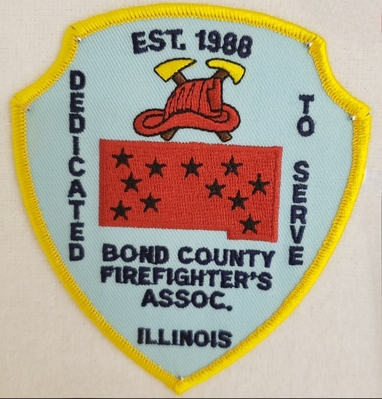 EST. 1988
DEDICATED
TO SERVE
BOND COUNTY
FIREFIGHTER'S
ASSOC.
ILLINOIS